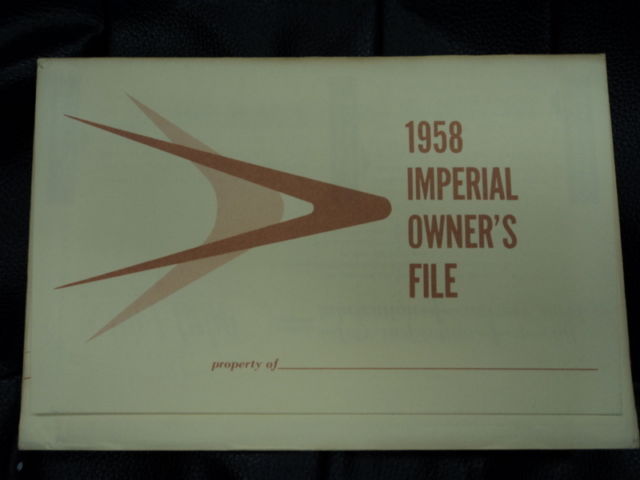 1958
IMPERIAL
OWNER'S
FILE
property of